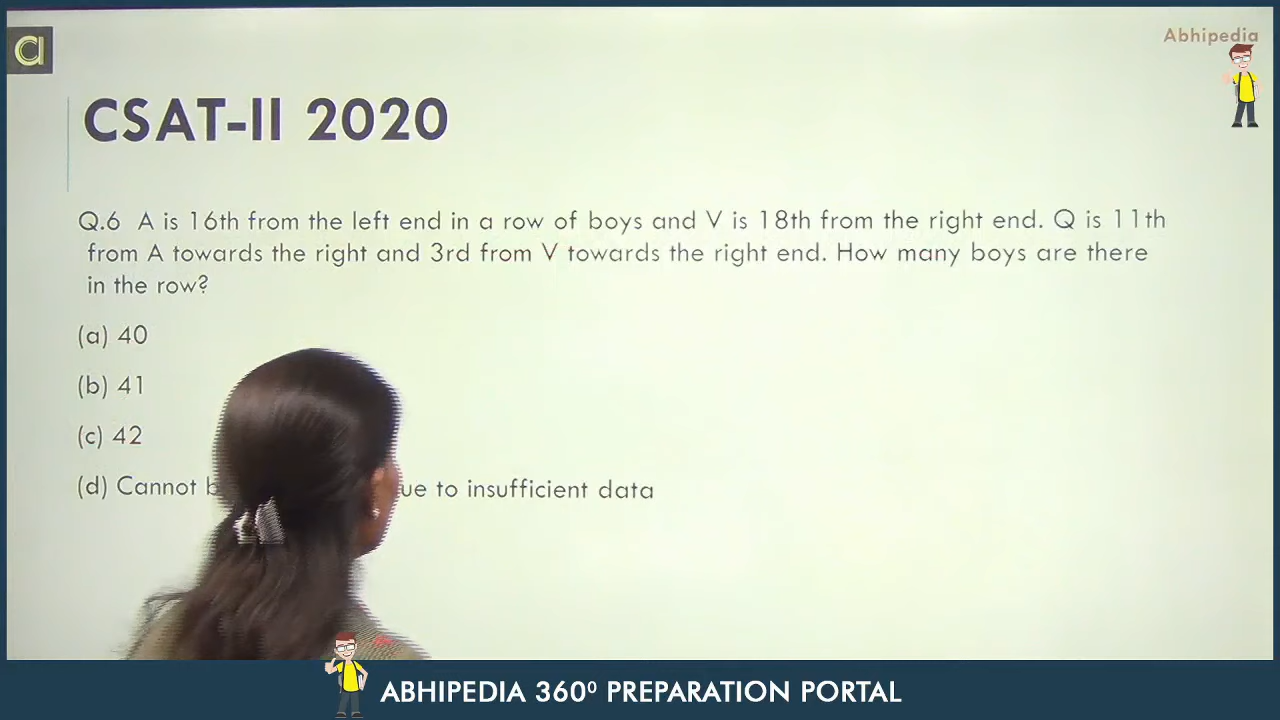 a
Abhipedia
CSAT-II 2020
Q.6 A is 16th from the left end in a row of boys and V is 18th from the right end. Q is 11th
from A towards the right and 3rd from V towards the right end. How many boys are there
in the row?
(a) 40
(b) 41
(c) 42
(d) Cannot to insufficient data
ABHIPEDIA 360⁰ PREPARATION PORTAL